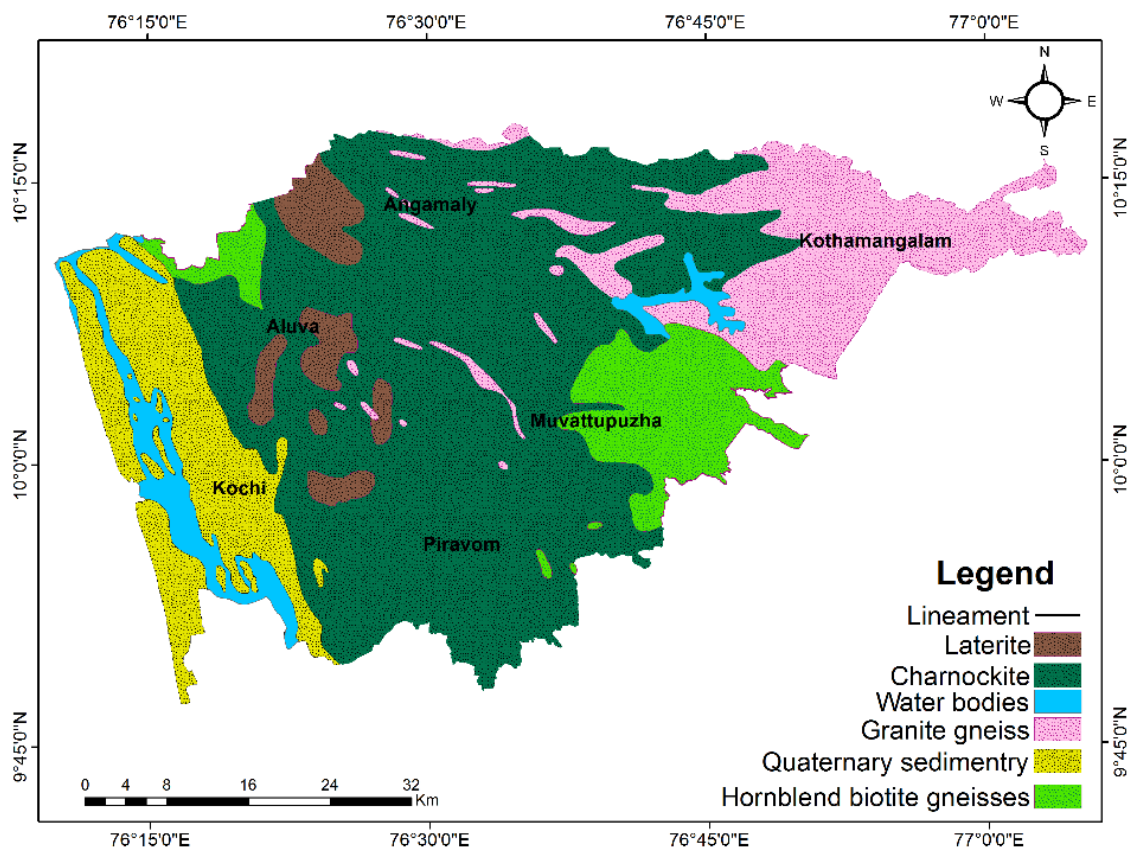 76°15'0"E 76°30'0"E 76°45'0"E 77°0'0"E
N
W E
S
10°15'0"N 10°15'0"N
Angamaly
Kothamangalam
Aluva
Muvattupuzha
10°0'0"N 10°0'0"N
Kochi
Piravom
Legend
Lineament
Laterite
Charnockite
Water bodies
Granite gneiss
Quaternary sedimentry
Hornblend biotite gneisses
9°45'0"N 9°45'0"N
0 4 8 16 24 32
Km
76°15'0"E 76°30'0"E 76°45'0"E 77°0'0"E